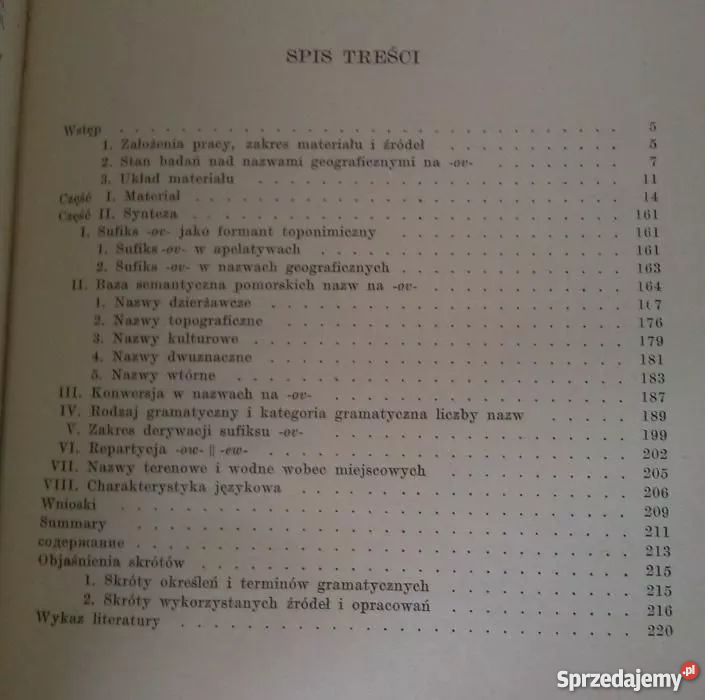 SPIS TREŚCI
Wstęp . . . . . . . . . . . . . . . . . . 5
1. Założenia pracy, zakres materiału i źródeł . . . . . . . 5
2. Stan badań nad nazwami geograficznymi na -ov- . . . . . . 7
3. Układ materiału . . . . . . . . . . . . . . 11
Część I. Materiał . . . . . . . . . . . . . . . 14
Część II. Synteza . . . . . . . . . . . . . . . 161
I. Sufiks -ov- jako formant toponimiczny . . . . . . . . 161
1. Sufiks -ov- w apelatywach . . . . . . . . . . 161
2. Sufiks -ov- w nazwach geograficznych . . . . . . . . 163
II. Baza semantyczna pomorskich nazw na -ov- . . . . . . . 164
1. Nazwy dzierżawcze . . . . . . . . . . . . . 167
2. Nazwy topograficzne . . . . . . . . . . . . 176
3. Nazwy kulturowe . . . . . . . . . . . . . 179
4. Nazwy dwuznaczne . . . . . . . . . . . . . 181
5. Nazwy wtórne . . . . . . . . . . . . . . 183
III. Konwersja w nazwach na -ov- . . . . . . . . . . 187
IV. Rodzaj gramatyczny i kategoria gramatyczna liczby nazw . . . . 189
V. Zakres derywacji sufiksu -ov- . . . . . . . . . . 199
VI. Repartycja -ow- || -ew- . . . . . . . . . . . . 202
VII. Nazwy terenowe i wodne wobec miejscowych . . . . . . . 205
VIII. Charakterystyka językowa . . . . . . . . . . . 206
Wnioski . . . . . . . . . . . . . . . . . 209
Summary . . . . . . . . . . . . . . . . . 211
содержание . . . . . . . . . . . . . . . . 213
Objaśnienia skrótów . . . . . . . . . . . . . . 215
1. Skróty określeń i terminów gramatycznych . . . . . . . 215
2. Skróty wykorzystanych źródeł i opracowań . . . . . . . 216
Wykaz literatury . . . . . . . . . . . . . . . 220
Sprzedajemy.pl